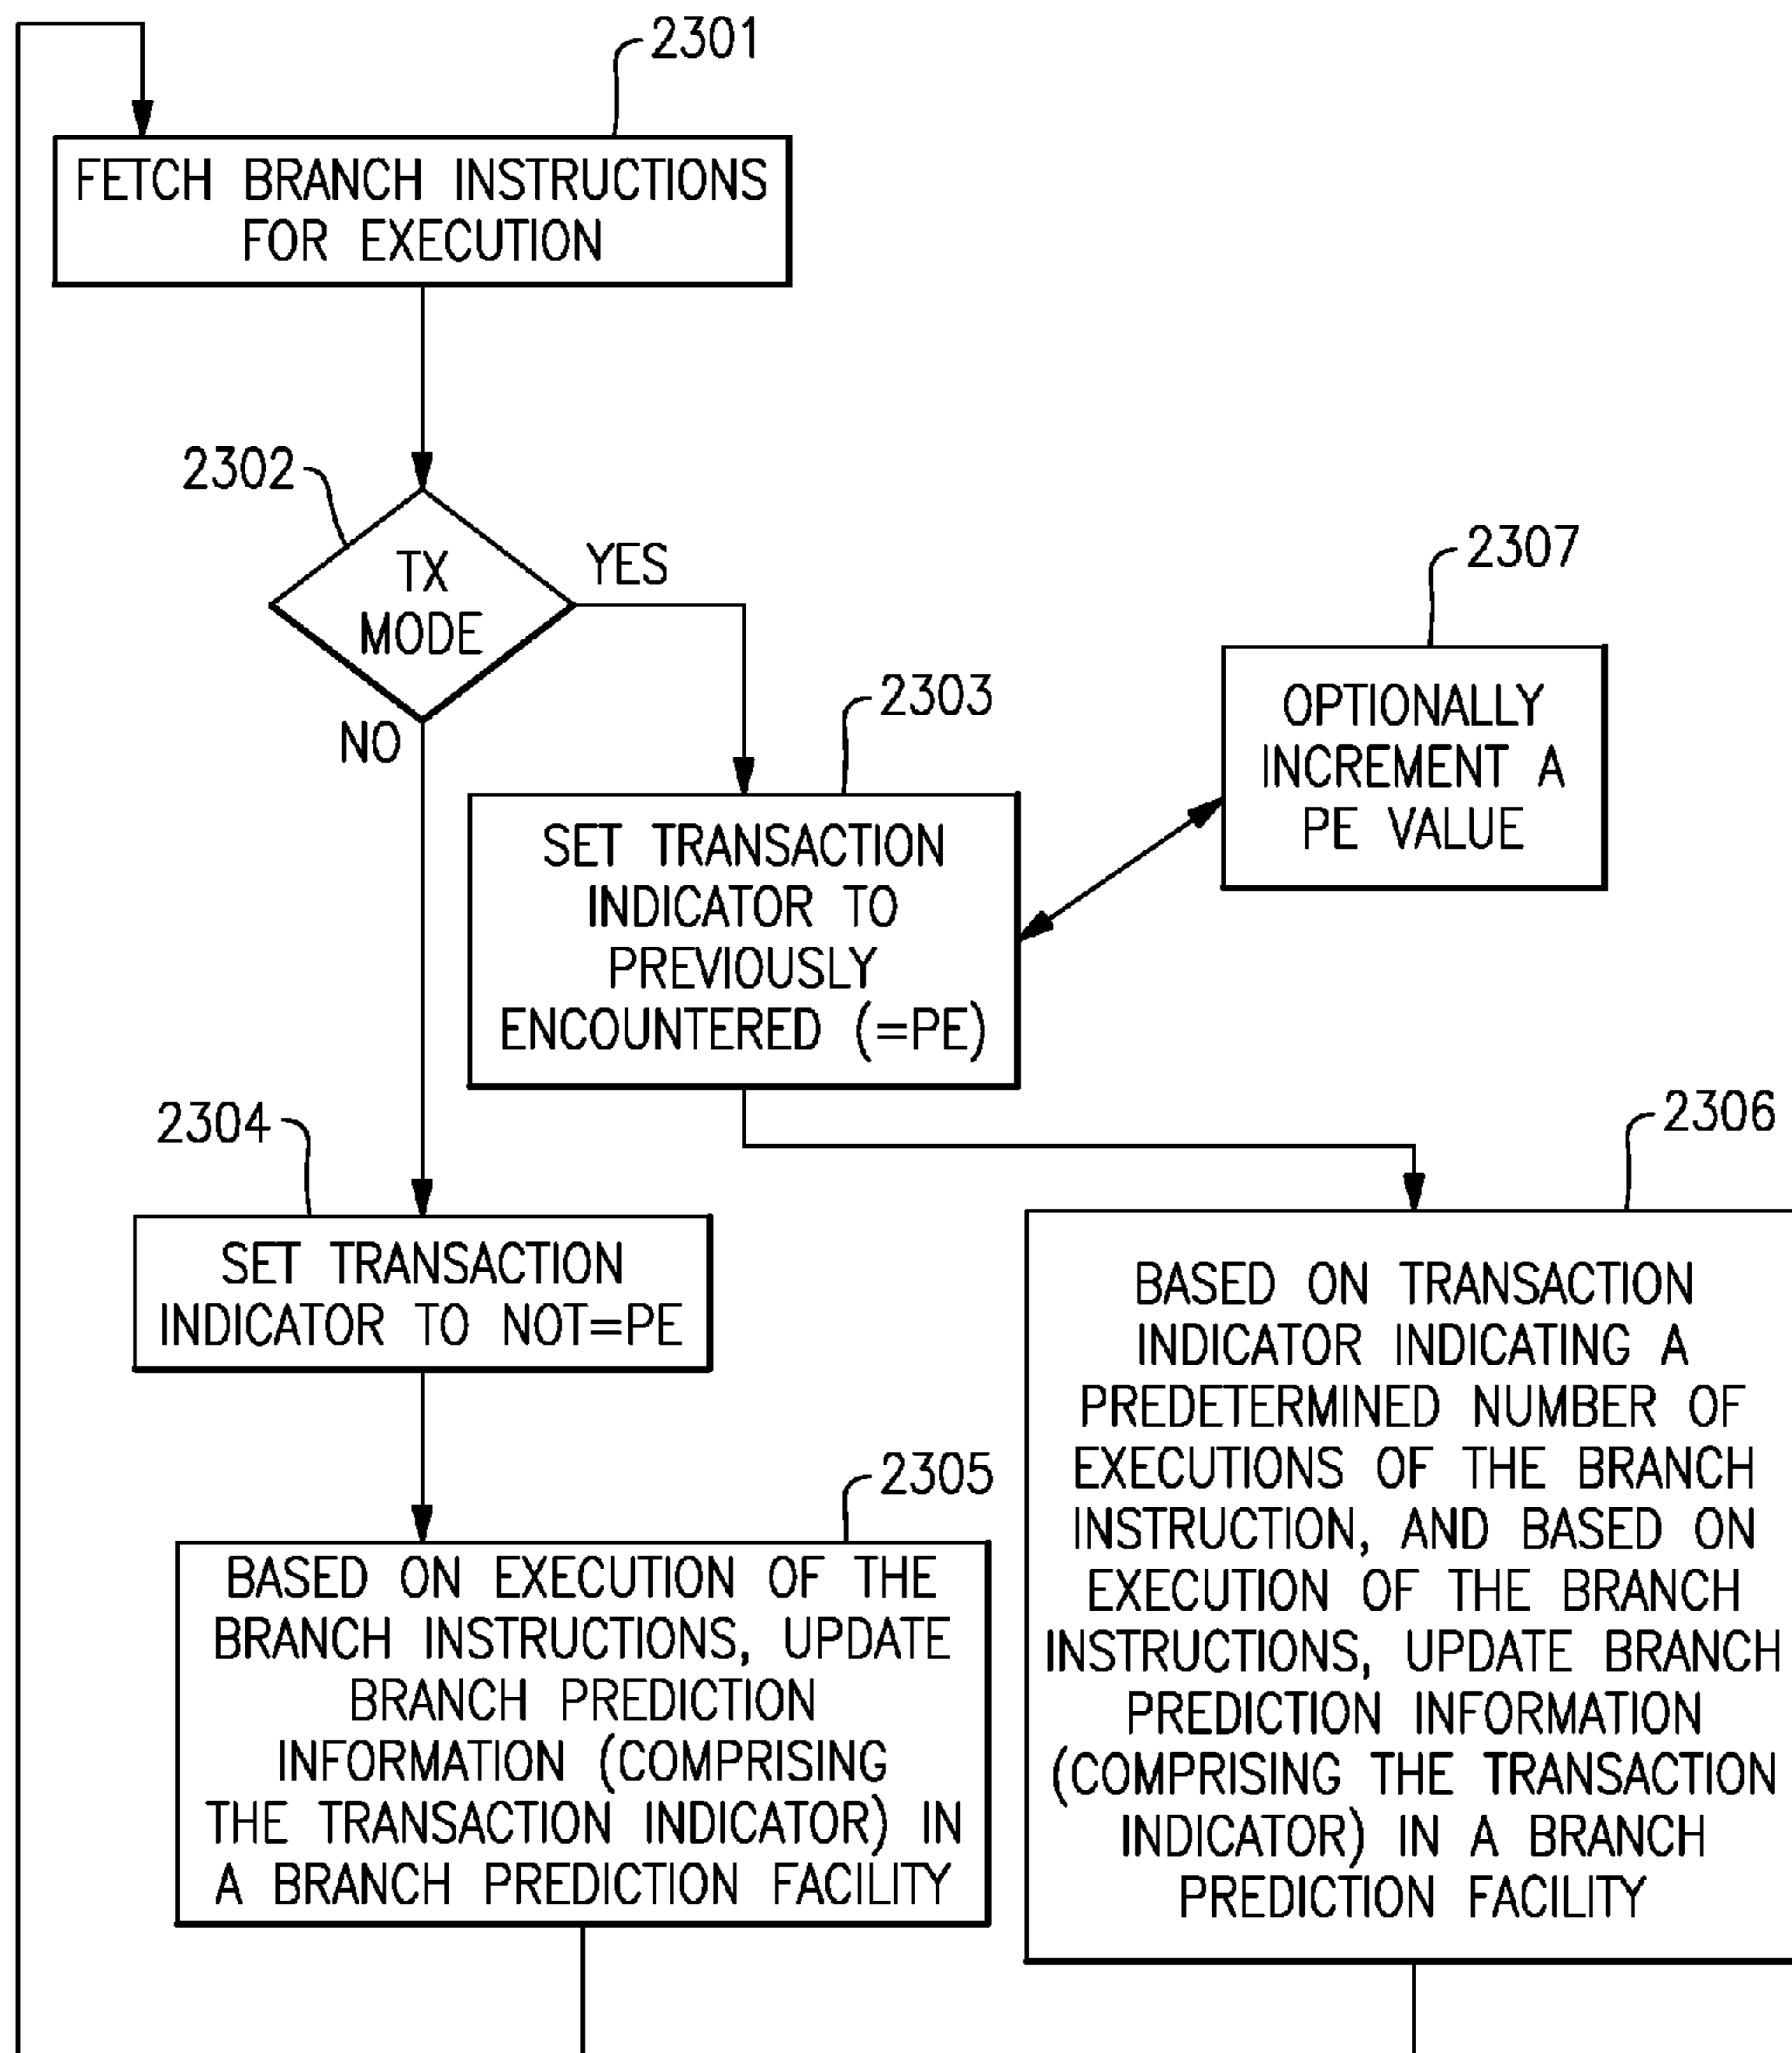 2301
FETCH BRANCH INSTRUCTIONS
FOR EXECUTION
2302
TX
MODE
YES
NO
2307
OPTIONALLY
INCREMENT A
PE VALUE
2303
SET TRANSACTION
INDICATOR TO
PREVIOUSLY
ENCOUNTERED (=PE)
2304
SET TRANSACTION
INDICATOR TO NOT=PE
2305
BASED ON EXECUTION OF THE
BRANCH INSTRUCTIONS, UPDATE
BRANCH PREDICTION
INFORMATION (COMPRISING
THE TRANSACTION INDICATOR) IN
A BRANCH PREDICTION FACILITY
2306
BASED ON TRANSACTION
INDICATOR INDICATING A
PREDETERMINED NUMBER OF
EXECUTIONS OF THE BRANCH
INSTRUCTION, AND BASED ON
EXECUTION OF THE BRANCH
INSTRUCTIONS, UPDATE BRANCH
PREDICTION INFORMATION
(COMPRISING THE TRANSACTION
INDICATOR) IN A BRANCH
PREDICTION FACILITY